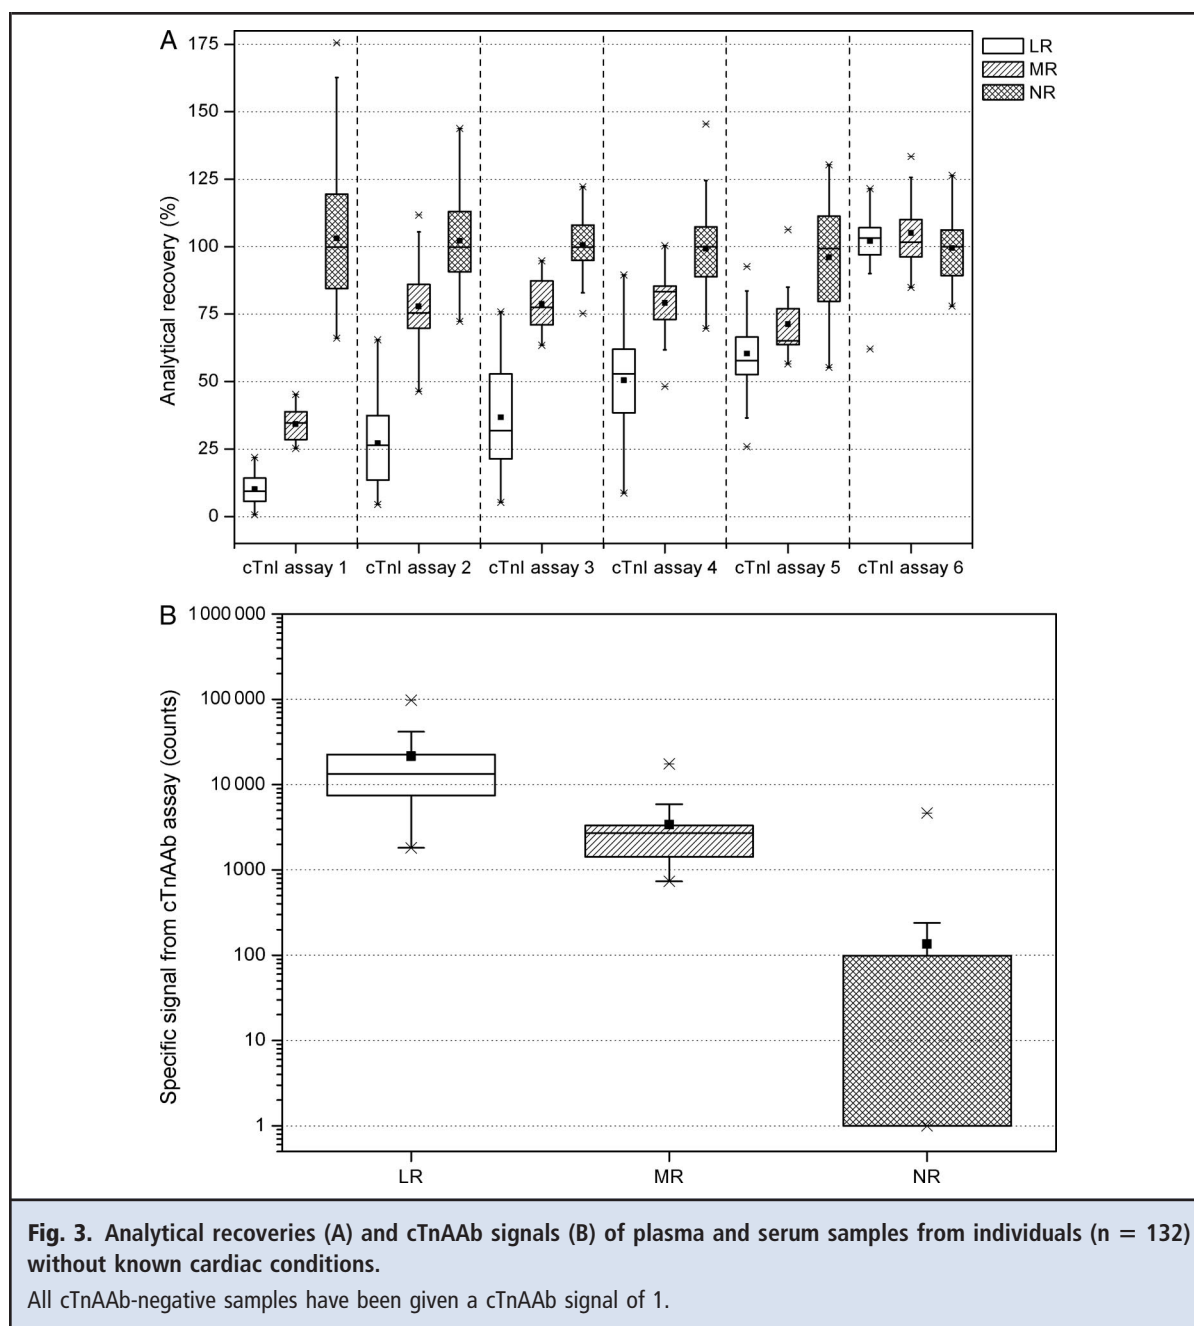 A
LR
MR
NR
175
150
125
100
75
50
25
0
Analytical recovery (%)
cTnI assay 1 cTnI assay 2 cTnI assay 3 cTnI assay 4 cTnI assay 5 cTnI assay 6
B
1 000 000
100 000
10 000
1000
100
10
1
Specific signal from cTnAAb assay (counts)
LR MR NR
Fig. 3. Analytical recoveries (A) and cTnAAb signals (B) of plasma and serum samples from individuals (n = 132)
without known cardiac conditions.
All cTnAAb-negative samples have been given a cTnAAb signal of 1.